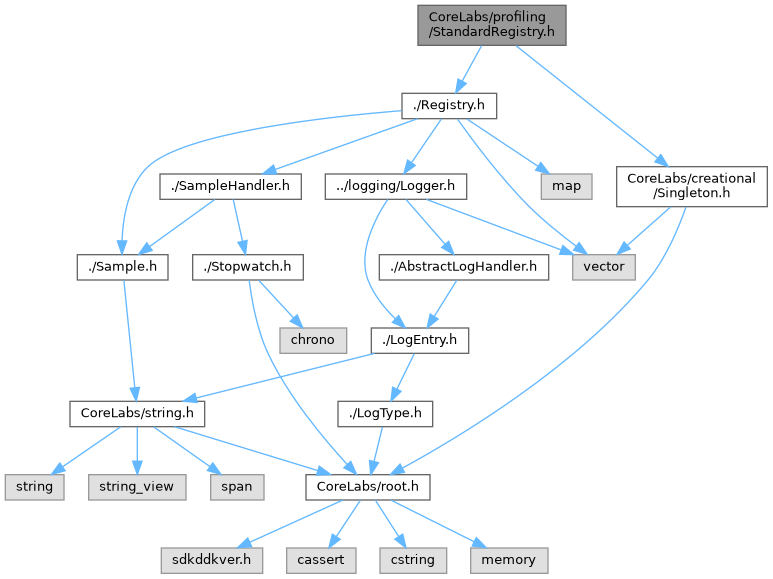 CoreLabs/profiling
/StandardRegistry.h
./Registry.h
./SampleHandler.h
../logging/Logger.h
map
CoreLabs/creational
/Singleton.h
./Sample.h
./Stopwatch.h
./AbstractLogHandler.h
vector
chrono
./LogEntry.h
CoreLabs/string.h
./LogType.h
string
string_view
span
CoreLabs/root.h
sdkddkver.h
cassert
cstring
memory